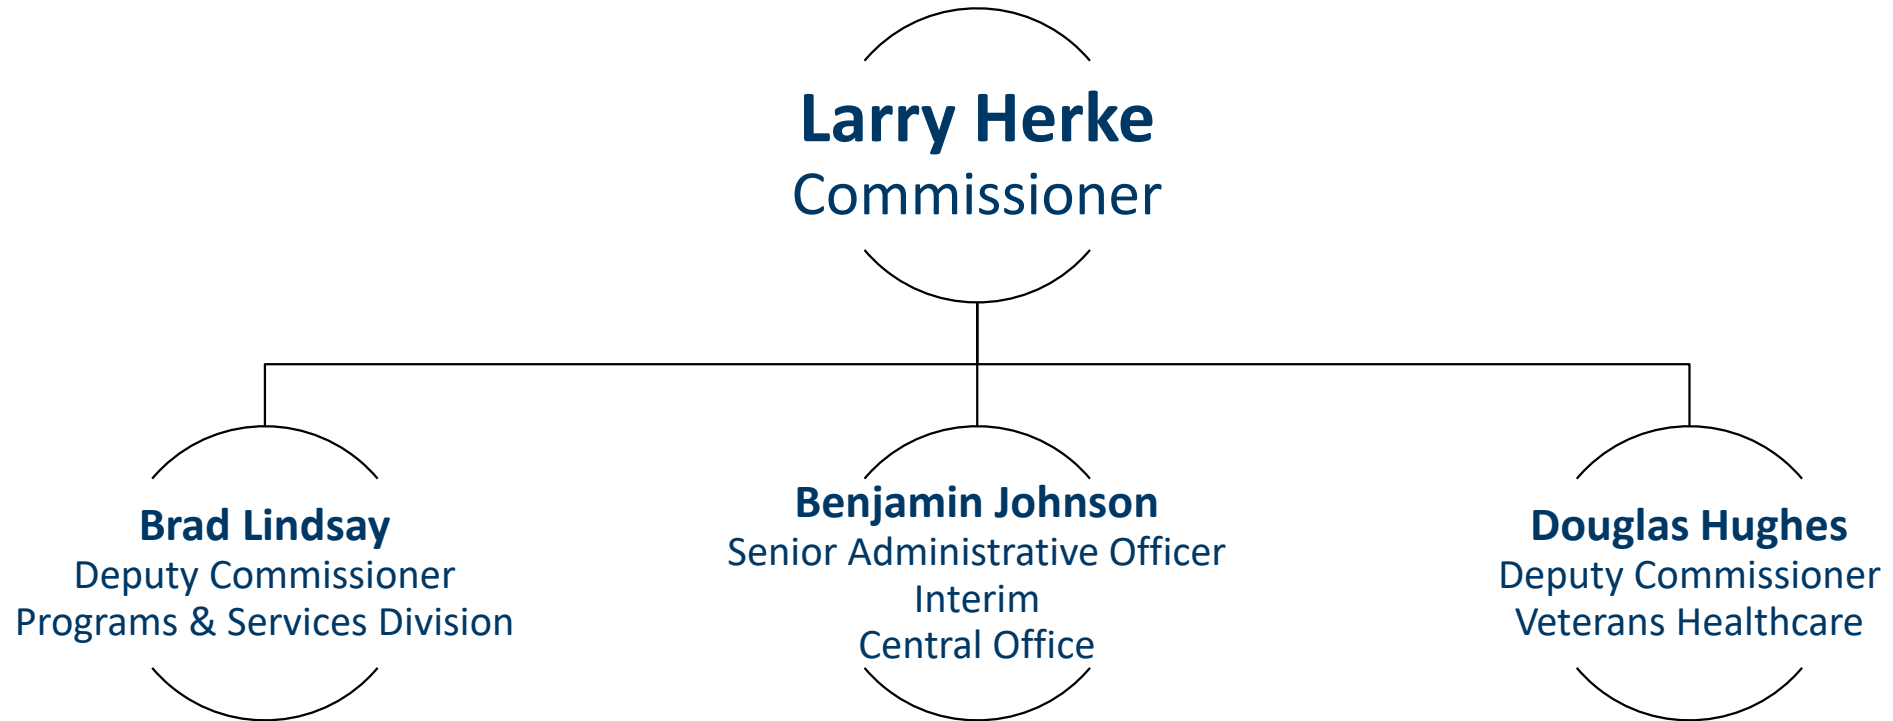 Larry Herke
Commissioner
Brad Lindsay
Deputy Commissioner
Programs & Services Division
Benjamin Johnson
Senior Administrative Officer
Interim
Central Office
Douglas Hughes
Deputy Commissioner
Veterans Healthcare